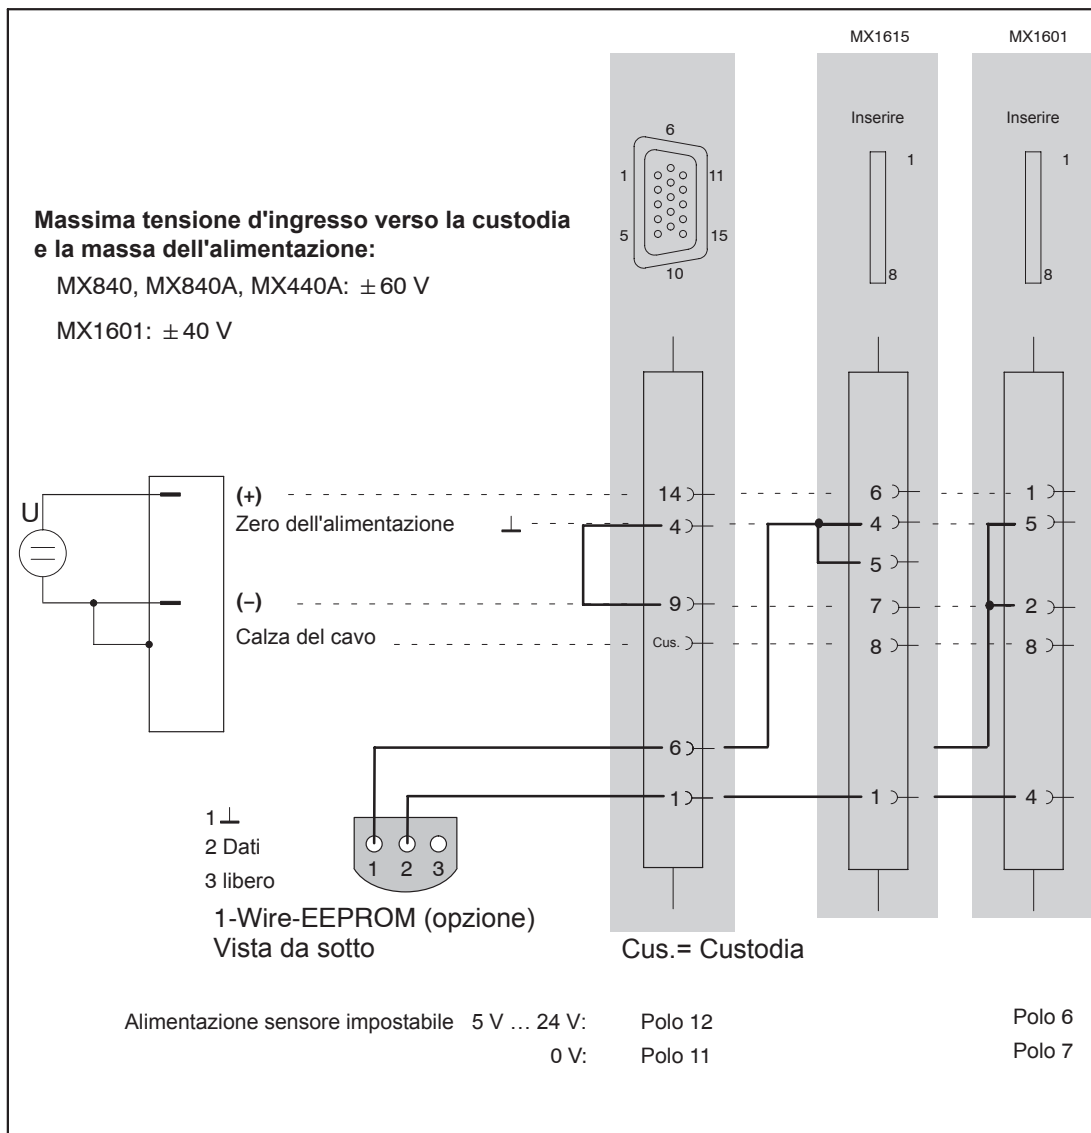 MX1615
MX1601
Inserire
Inserire
6
1
11
5
15
10
1
8
1
8
Massima tensione d'ingresso verso la custodia
e la massa dell'alimentazione:
MX840, MX840A, MX440A: ±60 V
MX1601: ±40 V
U
(+)
14
6
1
Zero dell'alimentazione
4
4
5
5
(–)
9
7
2
Calza del cavo
Cus.
8
8
6
1
1
4
1 ⊥
2 Dati
3 libero
1 2 3
1-Wire-EEPROM (opzione)
Vista da sotto
Cus.= Custodia
Alimentazione sensore impostabile 5 V … 24 V: Polo 12 Polo 6
0 V: Polo 11 Polo 7